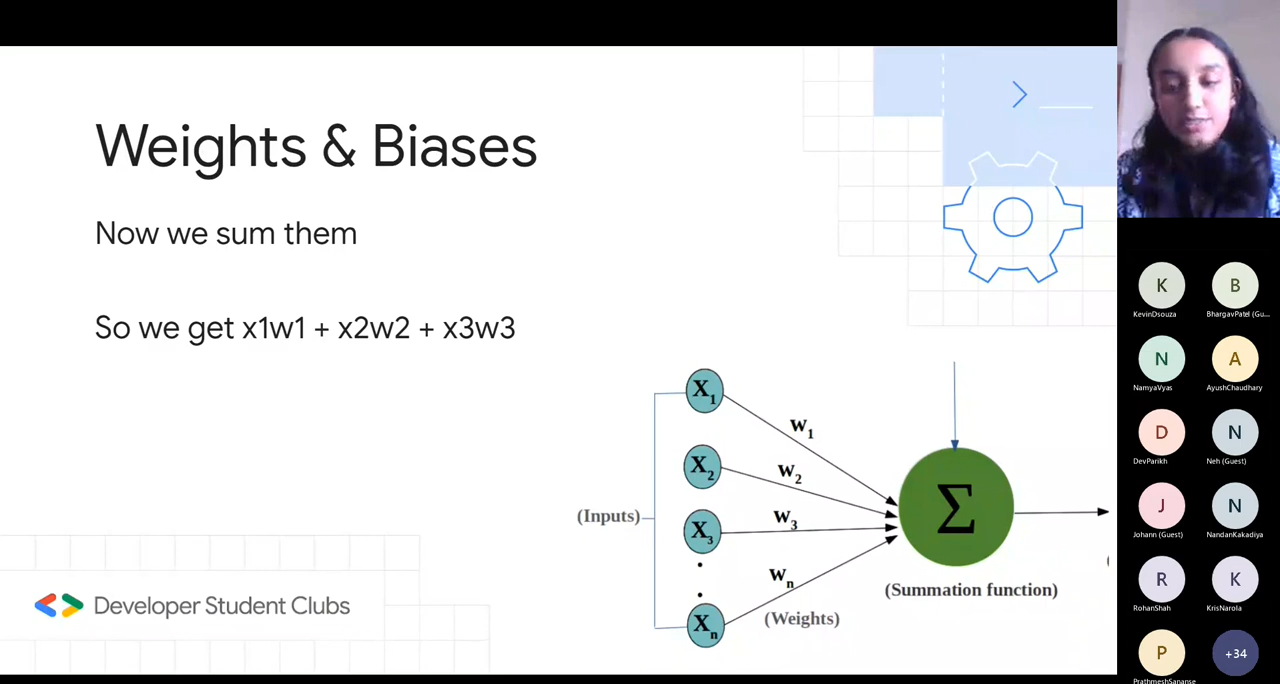 Weights & Biases
Now we sum them
So we get x1w1 + x2w2 + x3w3
X1
w1
X2
w2
(Inputs)
X3
w3
Σ
wn
(Summation function)
Xn
(Weights)
Developer Student Clubs
K
B
KevinDsouza
BhargavPatel (Gu...
N
A
NamyaVyas
AyushChaudhary
D
N
DevParikh
Neh (Guest)
J
N
Johann (Guest)
NandanKakadiya
R
K
RohanShah
KrisNarola
P
+34
PrathmeshSananse